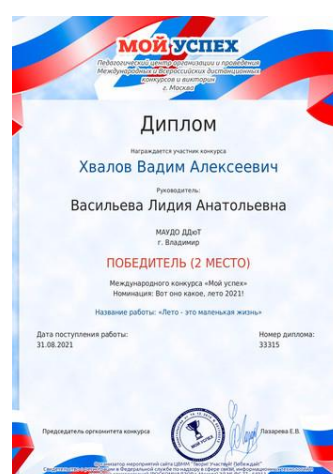 МОЙ УСПЕХ
Педагогический центр организации и проведения
Международных и Всероссийских дистанционных
конкурсов и викторин
г. Москва
Диплом
Награждается участник конкурса
Хвалов Вадим Алексеевич
Руководитель:
Васильева Лидия Анатольевна
МАУДО ДДюТ
г. Владимир
ПОБЕДИТЕЛЬ (2 МЕСТО)
Международного конкурса «Мой успех»
Номинация: Вот оно какое, лето 2021!
Название работы: «Лето - это маленькая жизнь»
Дата поступления работы:
31.08.2021
Номер диплома:
33315
Председатель оргкомитета конкурса
МОЙ УСПЕХ
Лазарева Е.В.